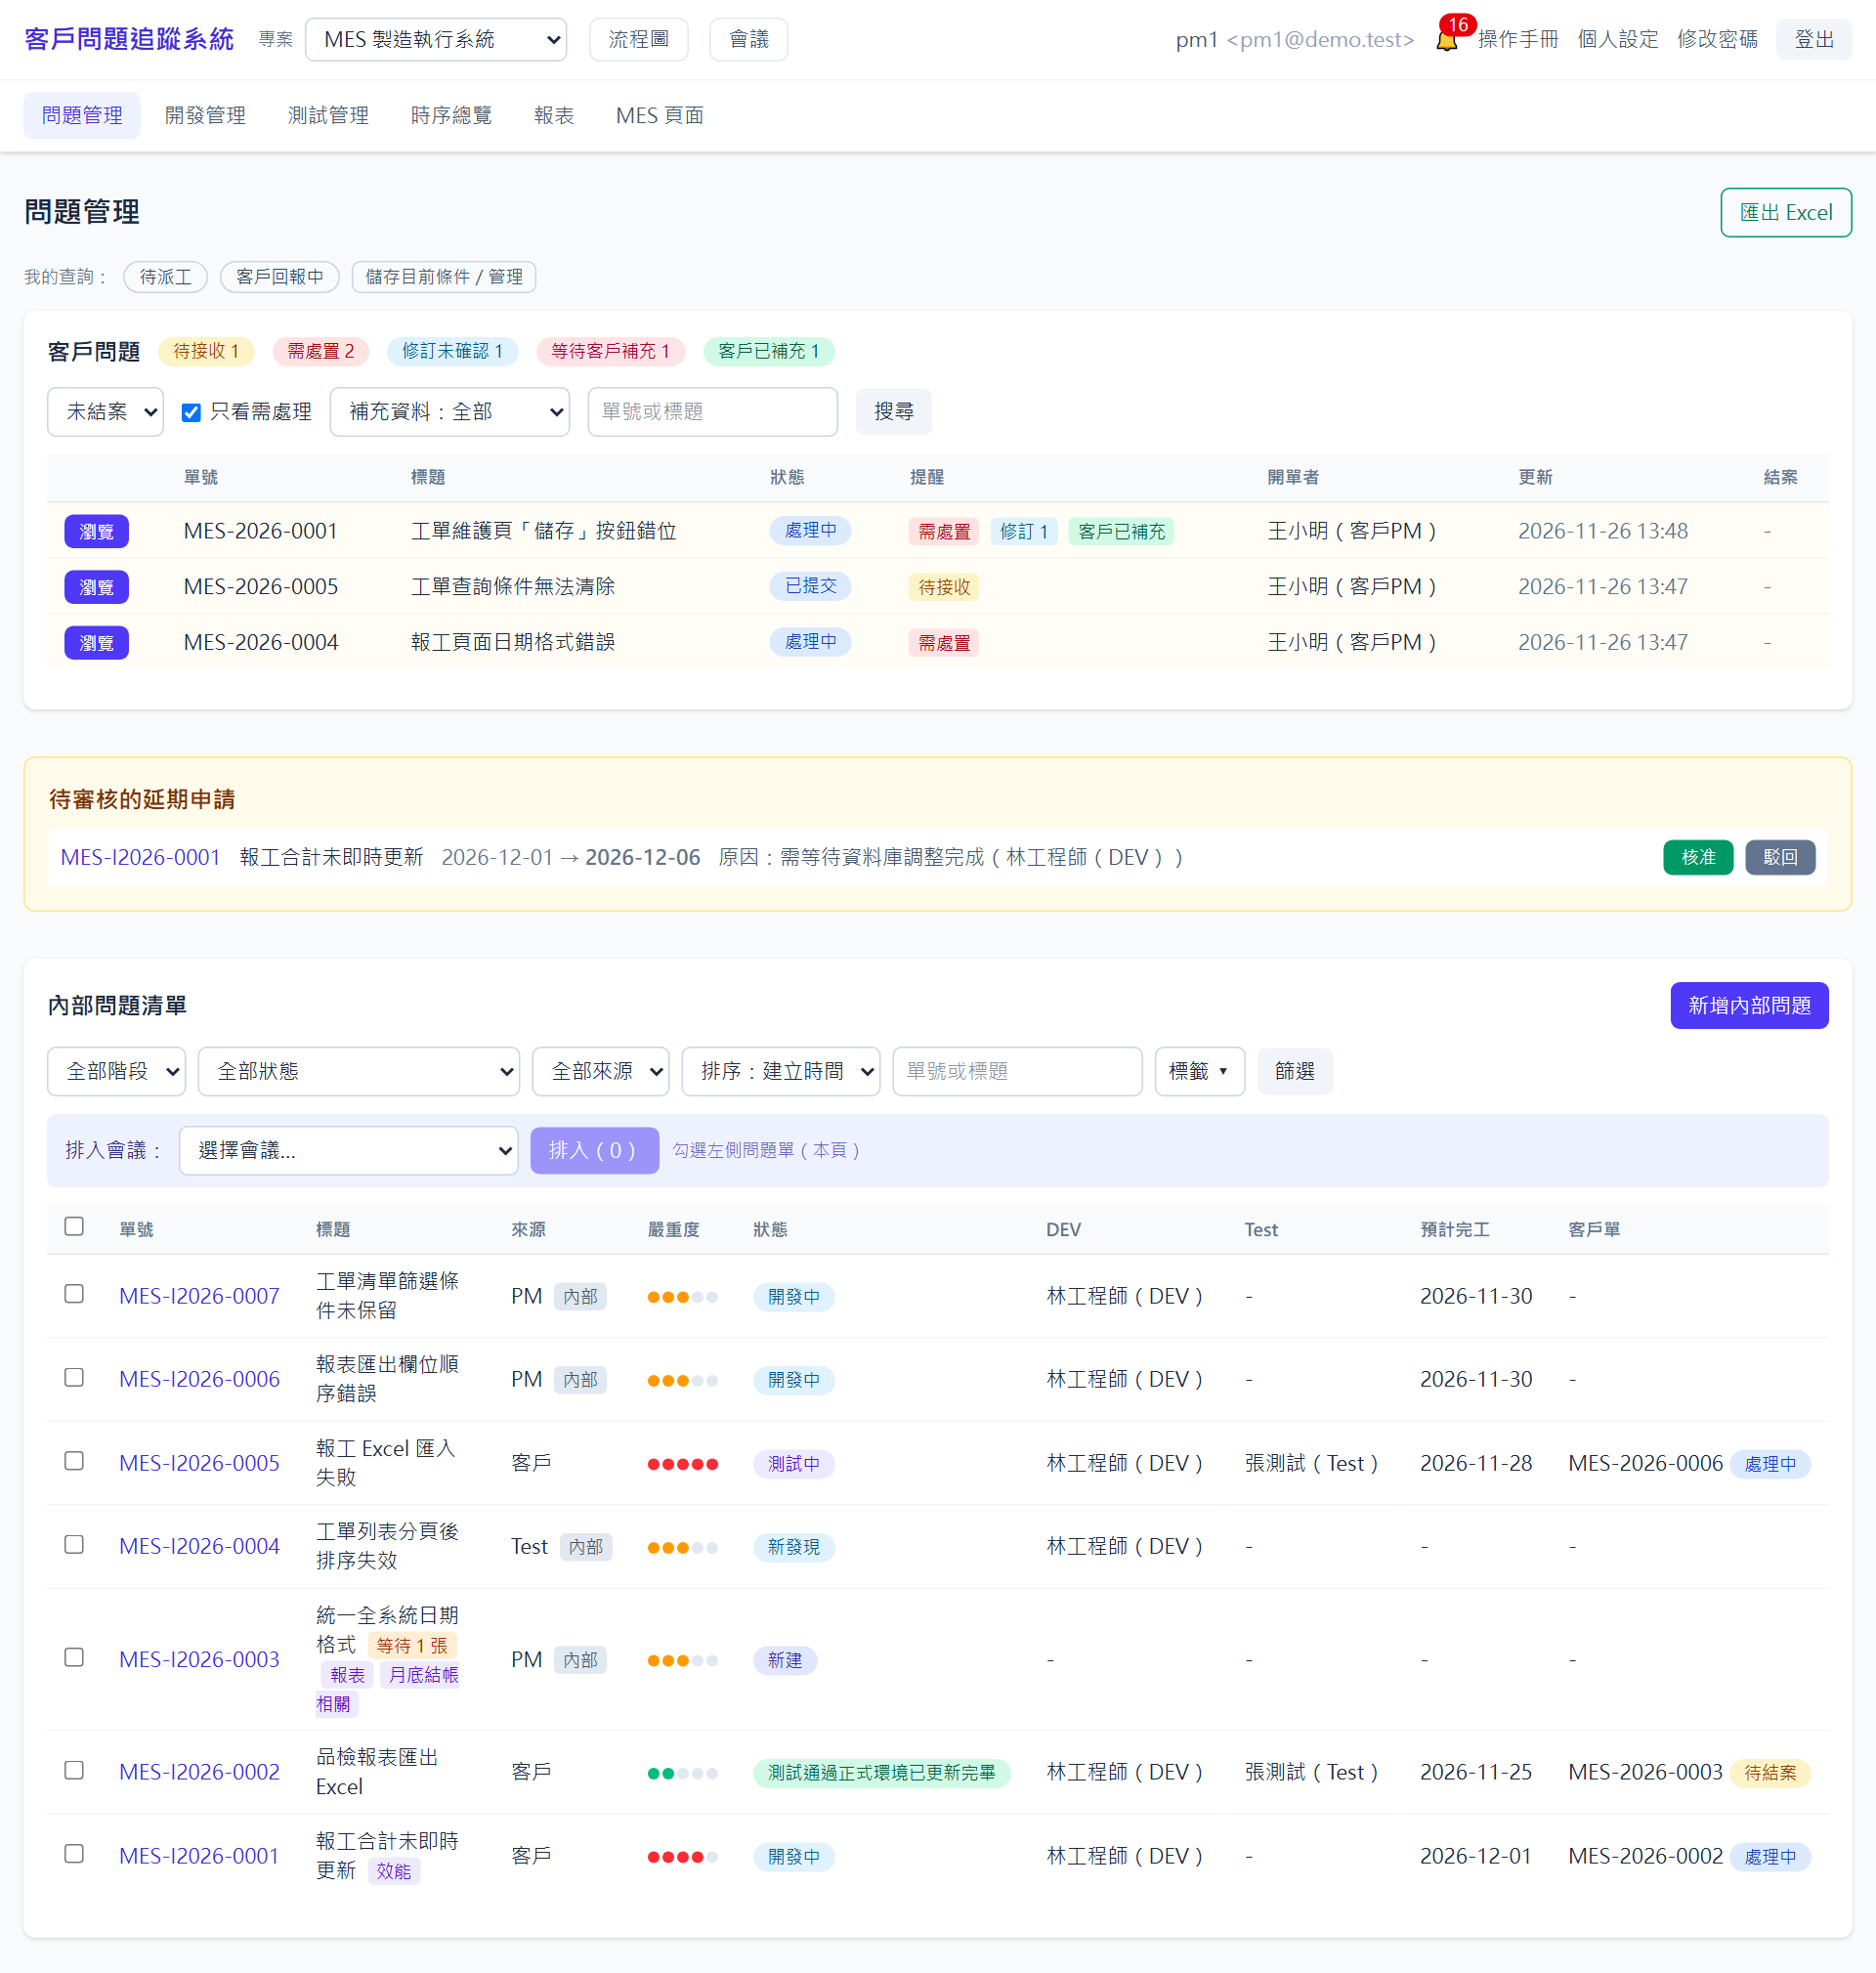 客戶問題追蹤系統 專案 MES 製造執行系統 流程圖 會議 pm1 <pm1@demo.test> 16 操作手冊 個人設定 修改密碼 登出
問題管理 開發管理 測試管理 時序總覽 報表 MES 頁面
問題管理 匯出 Excel
我的查詢： 待派工 客戶回報中 儲存目前條件 / 管理
客戶問題 待接收 1 需處置 2 修訂未確認 1 等待客戶補充 1 客戶已補充 1
未結案 只看需處理 補充資料：全部 單號或標題 搜尋
單號 標題 狀態 提醒 開單者 更新 結案
瀏覽 MES-2026-0001 工單維護頁「儲存」按鈕錯位 處理中 需處置 修訂 1 客戶已補充 王小明（客戶PM） 2026-11-26 13:48 -
瀏覽 MES-2026-0005 工單查詢條件無法清除 已提交 待接收 王小明（客戶PM） 2026-11-26 13:47 -
瀏覽 MES-2026-0004 報工頁面日期格式錯誤 處理中 需處置 王小明（客戶PM） 2026-11-26 13:47 -
待審核的延期申請
MES-I2026-0001 報工合計未即時更新 2026-12-01 → 2026-12-06 原因：需等待資料庫調整完成（林工程師（DEV）） 核准 駁回
內部問題清單 新增內部問題
全部階段 全部狀態 全部來源 排序：建立時間 單號或標題 標籤 ▾ 篩選
排入會議： 選擇會議... 排入（0） 勾選左側問題單（本頁）
單號 標題 來源 嚴重度 狀態 DEV Test 預計完工 客戶單
MES-I2026-0007 工單清單篩選條件未保留 PM 內部 開發中 林工程師（DEV） - 2026-11-30 -
MES-I2026-0006 報表匯出欄位順序錯誤 PM 內部 開發中 林工程師（DEV） - 2026-11-30 -
MES-I2026-0005 報工 Excel 匯入失敗 客戶 測試中 林工程師（DEV） 張測試（Test） 2026-11-28 MES-2026-0006 處理中
MES-I2026-0004 工單列表分頁後排序失效 Test 內部 新發現 林工程師（DEV） - - -
MES-I2026-0003 統一全系統日期格式 等待 1 張 報表 月底結帳相關 PM 內部 新建 - - - -
MES-I2026-0002 品檢報表匯出 Excel 客戶 測試通過正式環境已更新完畢 林工程師（DEV） 張測試（Test） 2026-11-25 MES-2026-0003 待結案
MES-I2026-0001 報工合計未即時更新 效能 客戶 開發中 林工程師（DEV） - 2026-12-01 MES-2026-0002 處理中